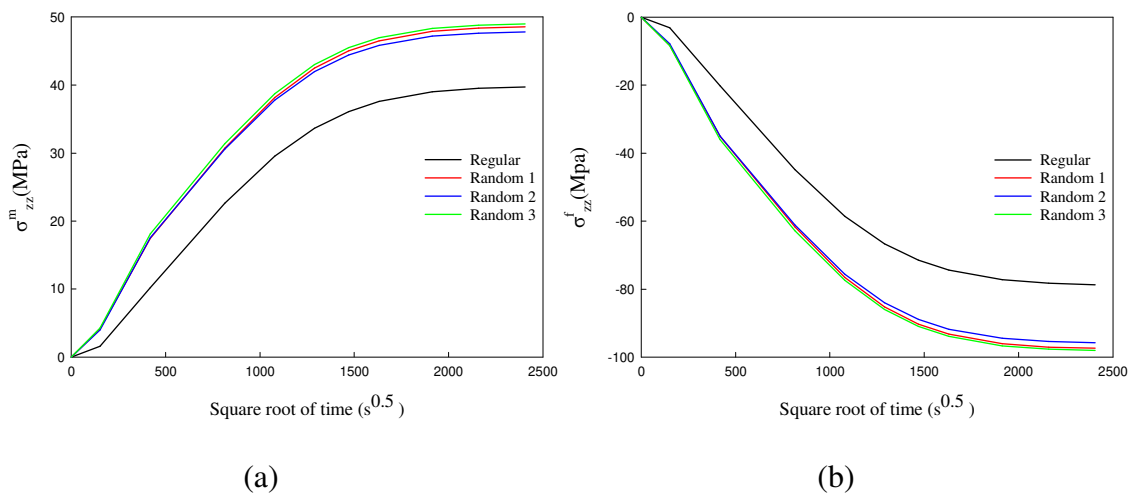 50
40
30
20
10
0
σ^m_zz(MPa)
Regular
Random 1
Random 2
Random 3
0 500 1000 1500 2000 2500
Square root of time (s^0.5 )
(a)
0
-20
-40
-60
-80
-100
σ^f_zz(Mpa)
Regular
Random 1
Random 2
Random 3
0 500 1000 1500 2000 2500
Square root of time (s^0.5 )
(b)